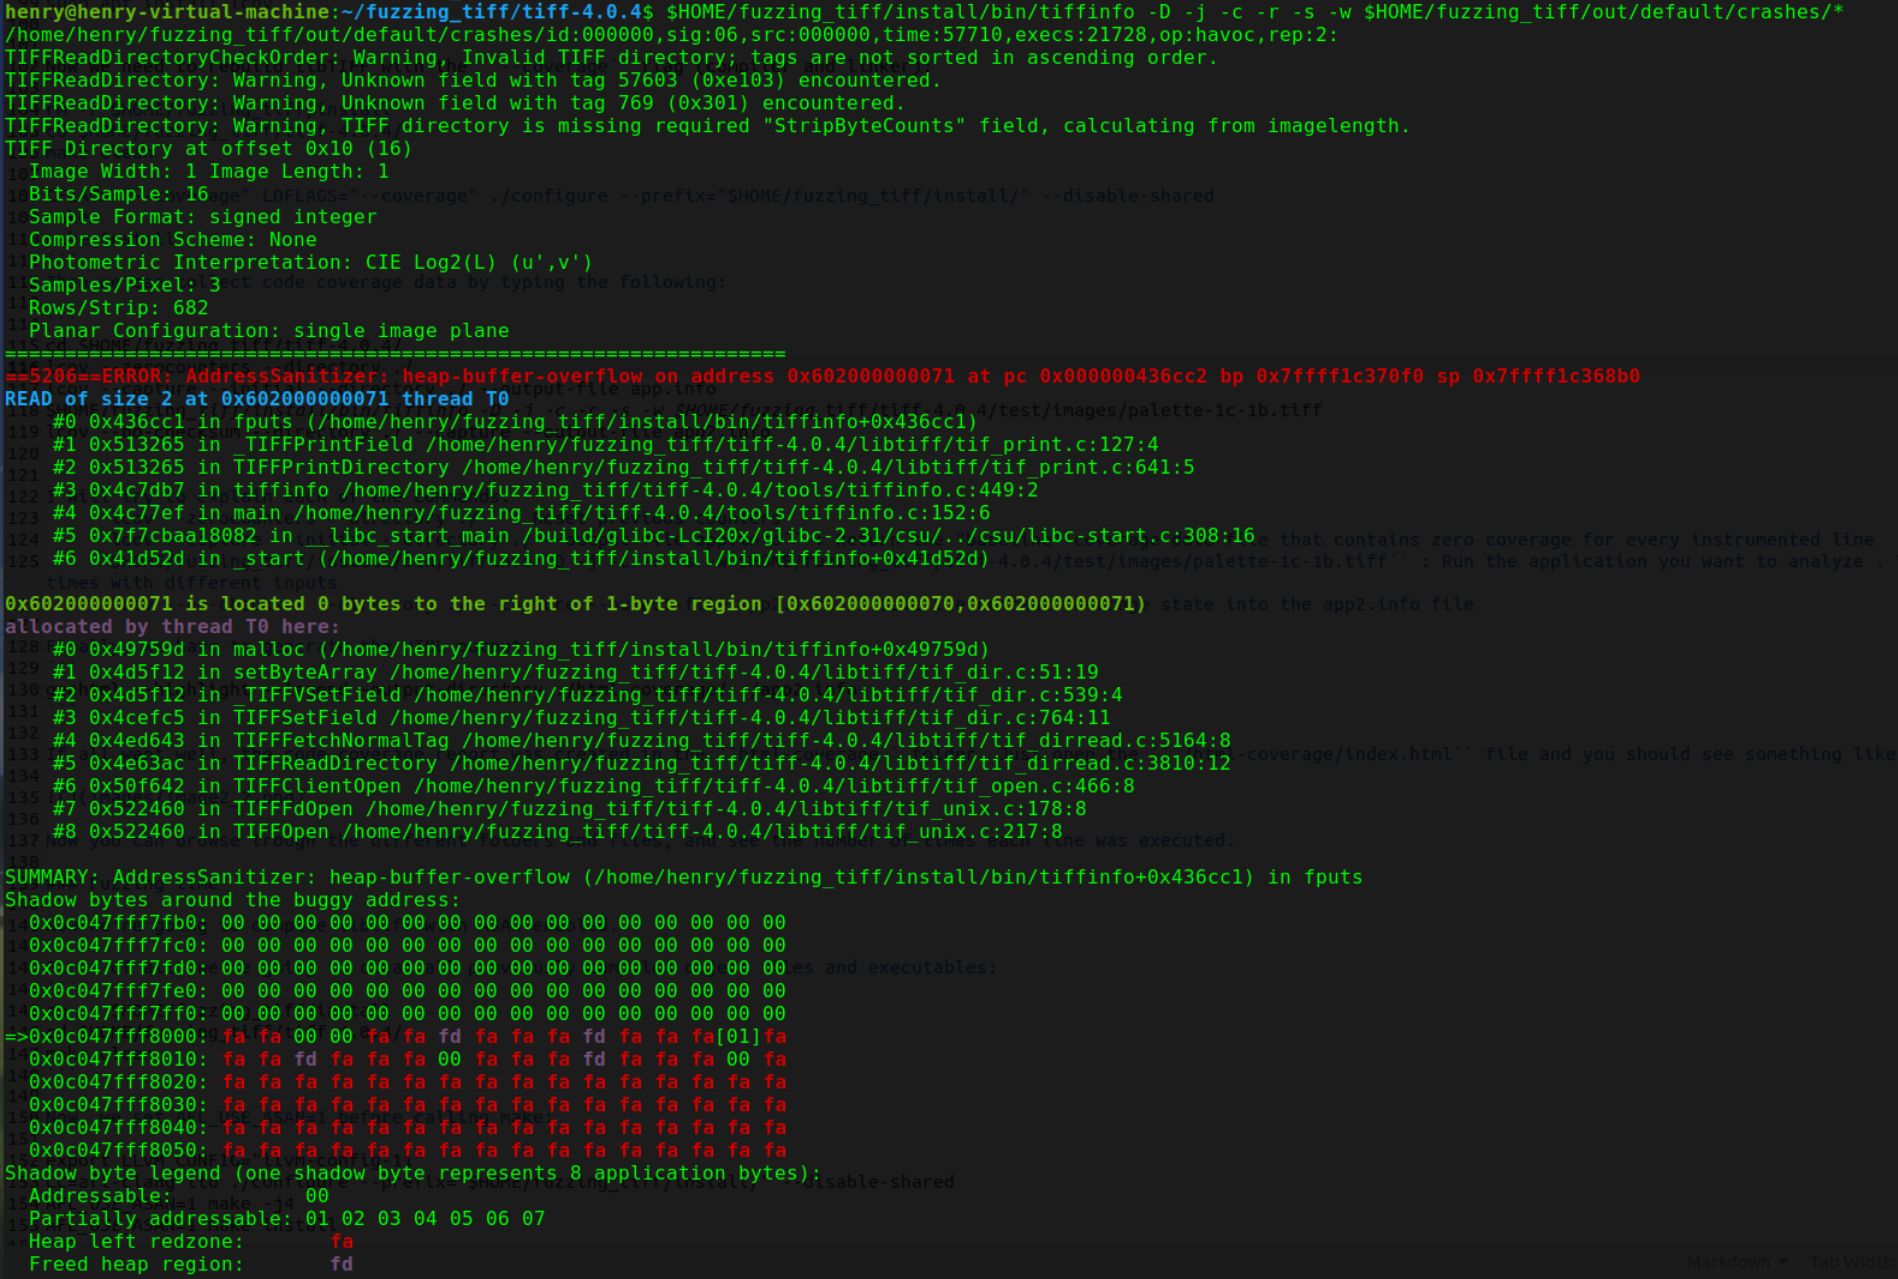 henry@henry-virtual-machine:~/fuzzing_tiff/tiff-4.0.4$ $HOME/fuzzing_tiff/install/bin/tiffinfo -D -j -c -r -s -w $HOME/fuzzing_tiff/out/default/crashes/*
/home/henry/fuzzing_tiff/out/default/crashes/id:000000,sig:06,src:000000,time:57710,execs:21728,op:havoc,rep:2:
TIFFReadDirectoryCheckOrder: Warning, Invalid TIFF directory; tags are not sorted in ascending order.
TIFFReadDirectory: Warning, Unknown field with tag 57603 (0xe103) encountered.
TIFFReadDirectory: Warning, Unknown field with tag 769 (0x301) encountered.
TIFFReadDirectory: Warning, TIFF directory is missing required "StripByteCounts" field, calculating from imagelength.
TIFF Directory at offset 0x10 (16)
  Image Width: 1 Image Length: 1
  Bits/Sample: 16
  Sample Format: signed integer
  Compression Scheme: None
  Photometric Interpretation: CIE Log2(L) (u',v')
  Samples/Pixel: 3
  Rows/Strip: 682
  Planar Configuration: single image plane
=================================================================
==5206==ERROR: AddressSanitizer: heap-buffer-overflow on address 0x602000000071 at pc 0x000000436cc2 bp 0x7ffff1c370f0 sp 0x7ffff1c368b0
READ of size 2 at 0x602000000071 thread T0
    #0 0x436cc1 in fputs (/home/henry/fuzzing_tiff/install/bin/tiffinfo+0x436cc1)
    #1 0x513265 in _TIFFPrintField /home/henry/fuzzing_tiff/tiff-4.0.4/libtiff/tif_print.c:127:4
    #2 0x513265 in TIFFPrintDirectory /home/henry/fuzzing_tiff/tiff-4.0.4/libtiff/tif_print.c:641:5
    #3 0x4c7db7 in tiffinfo /home/henry/fuzzing_tiff/tiff-4.0.4/tools/tiffinfo.c:449:2
    #4 0x4c77ef in main /home/henry/fuzzing_tiff/tiff-4.0.4/tools/tiffinfo.c:152:6
    #5 0x7f7cbaa18082 in __libc_start_main /build/glibc-LcI20x/glibc-2.31/csu/../csu/libc-start.c:308:16
    #6 0x41d52d in _start (/home/henry/fuzzing_tiff/install/bin/tiffinfo+0x41d52d)
0x602000000071 is located 0 bytes to the right of 1-byte region [0x602000000070,0x602000000071)
allocated by thread T0 here:
    #0 0x49759d in malloc (/home/henry/fuzzing_tiff/install/bin/tiffinfo+0x49759d)
    #1 0x4d5f12 in setByteArray /home/henry/fuzzing_tiff/tiff-4.0.4/libtiff/tif_dir.c:51:19
    #2 0x4d5f12 in _TIFFVSetField /home/henry/fuzzing_tiff/tiff-4.0.4/libtiff/tif_dir.c:539:4
    #3 0x4cefc5 in TIFFSetField /home/henry/fuzzing_tiff/tiff-4.0.4/libtiff/tif_dir.c:764:11
    #4 0x4ed643 in TIFFFetchNormalTag /home/henry/fuzzing_tiff/tiff-4.0.4/libtiff/tif_dirread.c:5164:8
    #5 0x4e63ac in TIFFReadDirectory /home/henry/fuzzing_tiff/tiff-4.0.4/libtiff/tif_dirread.c:3810:12
    #6 0x50f642 in TIFFClientOpen /home/henry/fuzzing_tiff/tiff-4.0.4/libtiff/tif_open.c:466:8
    #7 0x522460 in TIFFFdOpen /home/henry/fuzzing_tiff/tiff-4.0.4/libtiff/tif_unix.c:178:8
    #8 0x522460 in TIFFOpen /home/henry/fuzzing_tiff/tiff-4.0.4/libtiff/tif_unix.c:217:8
SUMMARY: AddressSanitizer: heap-buffer-overflow (/home/henry/fuzzing_tiff/install/bin/tiffinfo+0x436cc1) in fputs
Shadow bytes around the buggy address:
  0x0c047fff7fb0: 00 00 00 00 00 00 00 00 00 00 00 00 00 00 00 00
  0x0c047fff7fc0: 00 00 00 00 00 00 00 00 00 00 00 00 00 00 00 00
  0x0c047fff7fd0: 00 00 00 00 00 00 00 00 00 00 00 00 00 00 00 00
  0x0c047fff7fe0: 00 00 00 00 00 00 00 00 00 00 00 00 00 00 00 00
  0x0c047fff7ff0: 00 00 00 00 00 00 00 00 00 00 00 00 00 00 00 00
=>0x0c047fff8000: fa fa 00 00 fa fa fd fa fa fa fd fa fa fa[01]fa
  0x0c047fff8010: fa fa fd fa fa fa 00 fa fa fa fd fa fa fa 00 fa
  0x0c047fff8020: fa fa fa fa fa fa fa fa fa fa fa fa fa fa fa fa
  0x0c047fff8030: fa fa fa fa fa fa fa fa fa fa fa fa fa fa fa fa
  0x0c047fff8040: fa fa fa fa fa fa fa fa fa fa fa fa fa fa fa fa
  0x0c047fff8050: fa fa fa fa fa fa fa fa fa fa fa fa fa fa fa fa
Shadow byte legend (one shadow byte represents 8 application bytes):
  Addressable:           00
  Partially addressable: 01 02 03 04 05 06 07
  Heap left redzone:       fa
  Freed heap region:       fd
Markdown
Tab Width